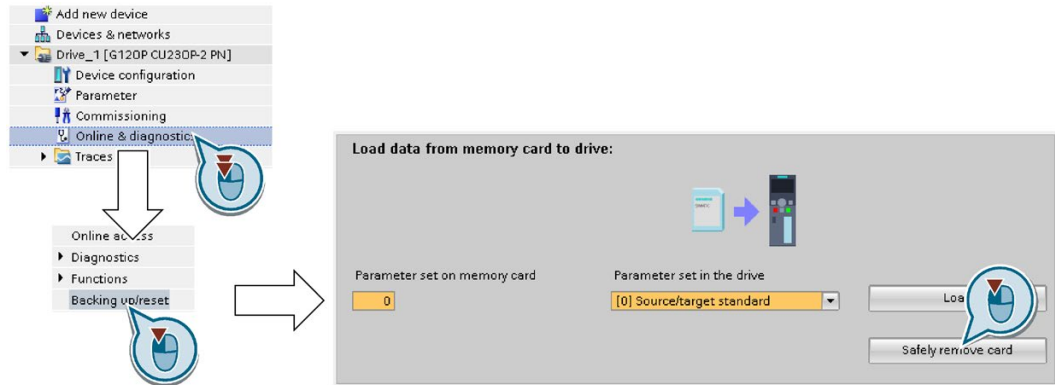 Add new device
Devices & networks
Drive_1 [G120P CU230P-2 PN]
Device configuration
Parameter
Commissioning
Online & diagnostics
Traces
Online access
Diagnostics
Functions
Backing up/reset
Load data from memory card to drive:
Parameter set on memory card
Parameter set in the drive
0
[0] Source/target standard
Safely remove card